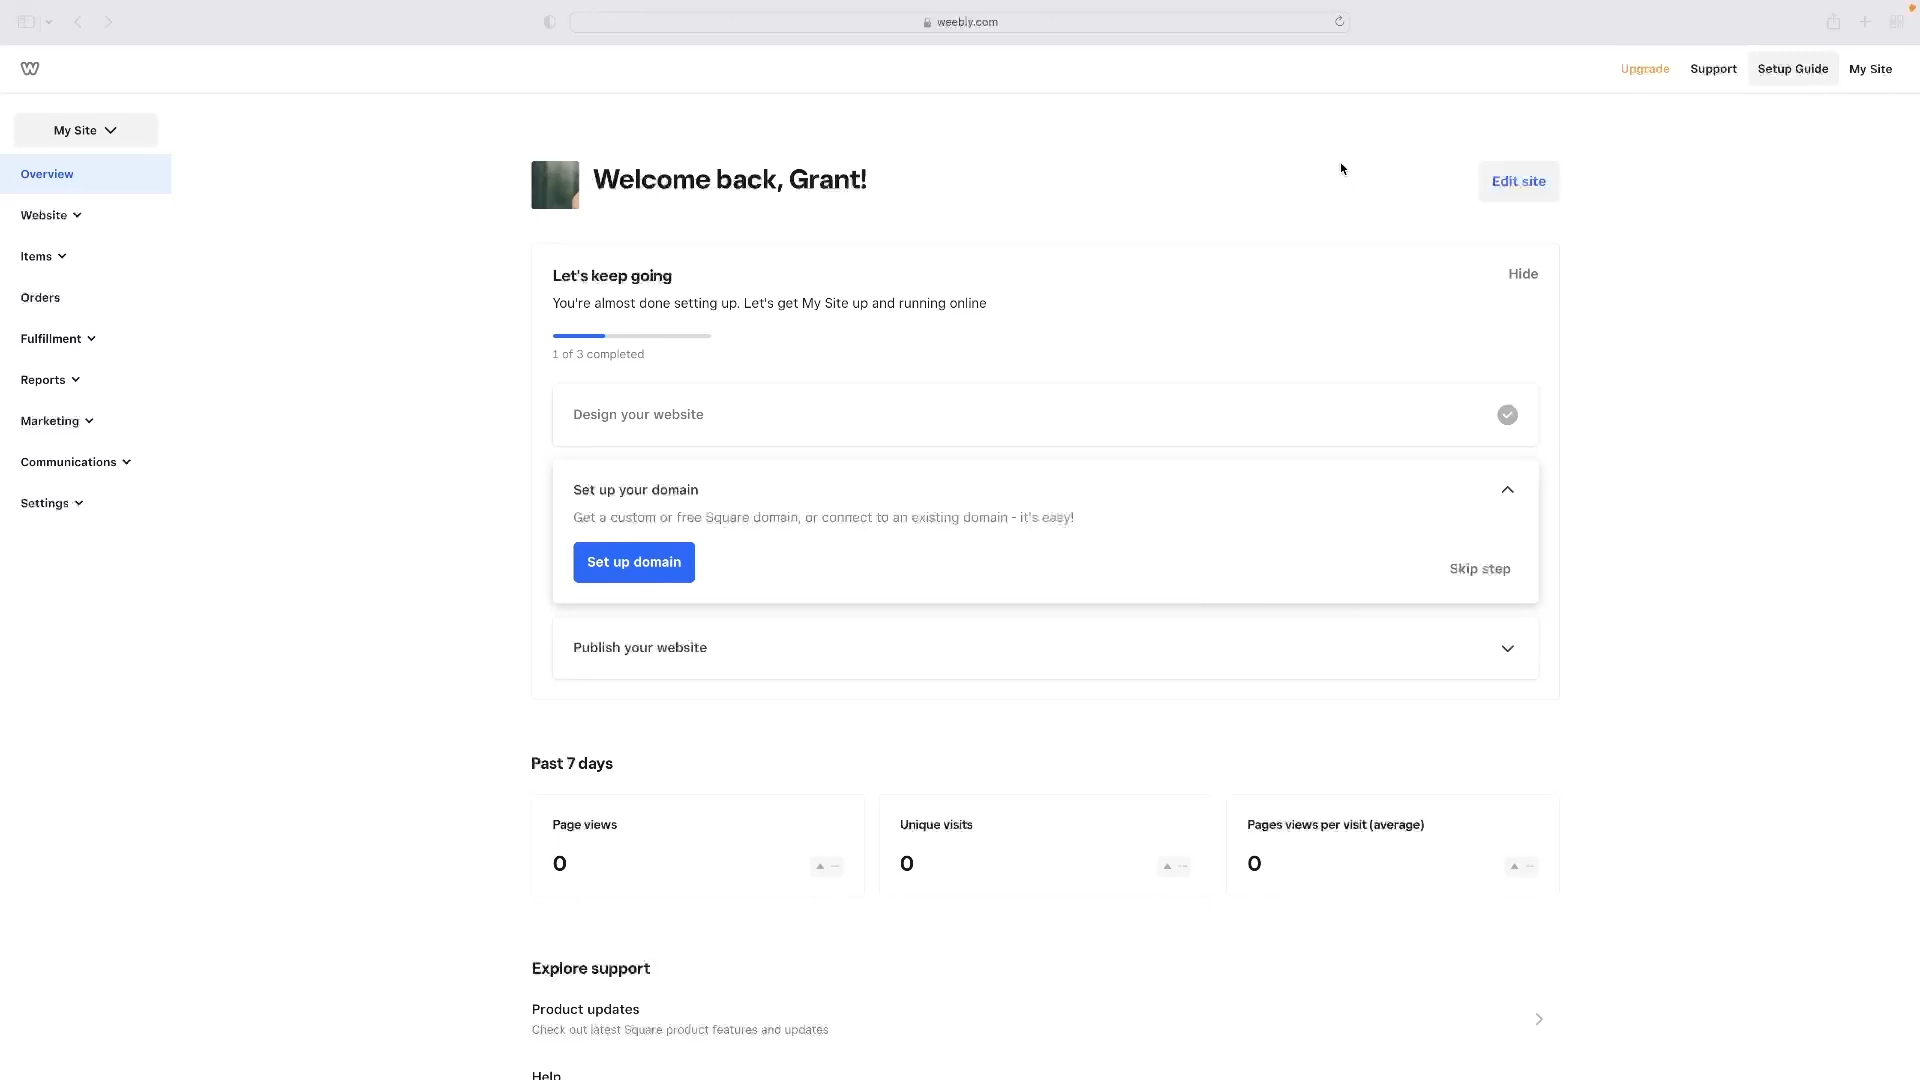 weebly.com
Upgrade
Support
Setup Guide
My Site
My Site
Overview
Website
Items
Orders
Fulfillment
Reports
Marketing
Communications
Settings
Welcome back, Grant!
Edit site
Let's keep going
Hide
You're almost done setting up. Let's get My Site up and running online
1 of 3 completed
Design your website
Set up your domain
Get a custom or free Square domain, or connect to an existing domain - it's easy!
Set up domain
Skip step
Publish your website
Past 7 days
Page views
0
--
Unique visits
0
--
Pages views per visit (average)
0
--
Explore support
Product updates
Check out latest Square product features and updates
Help